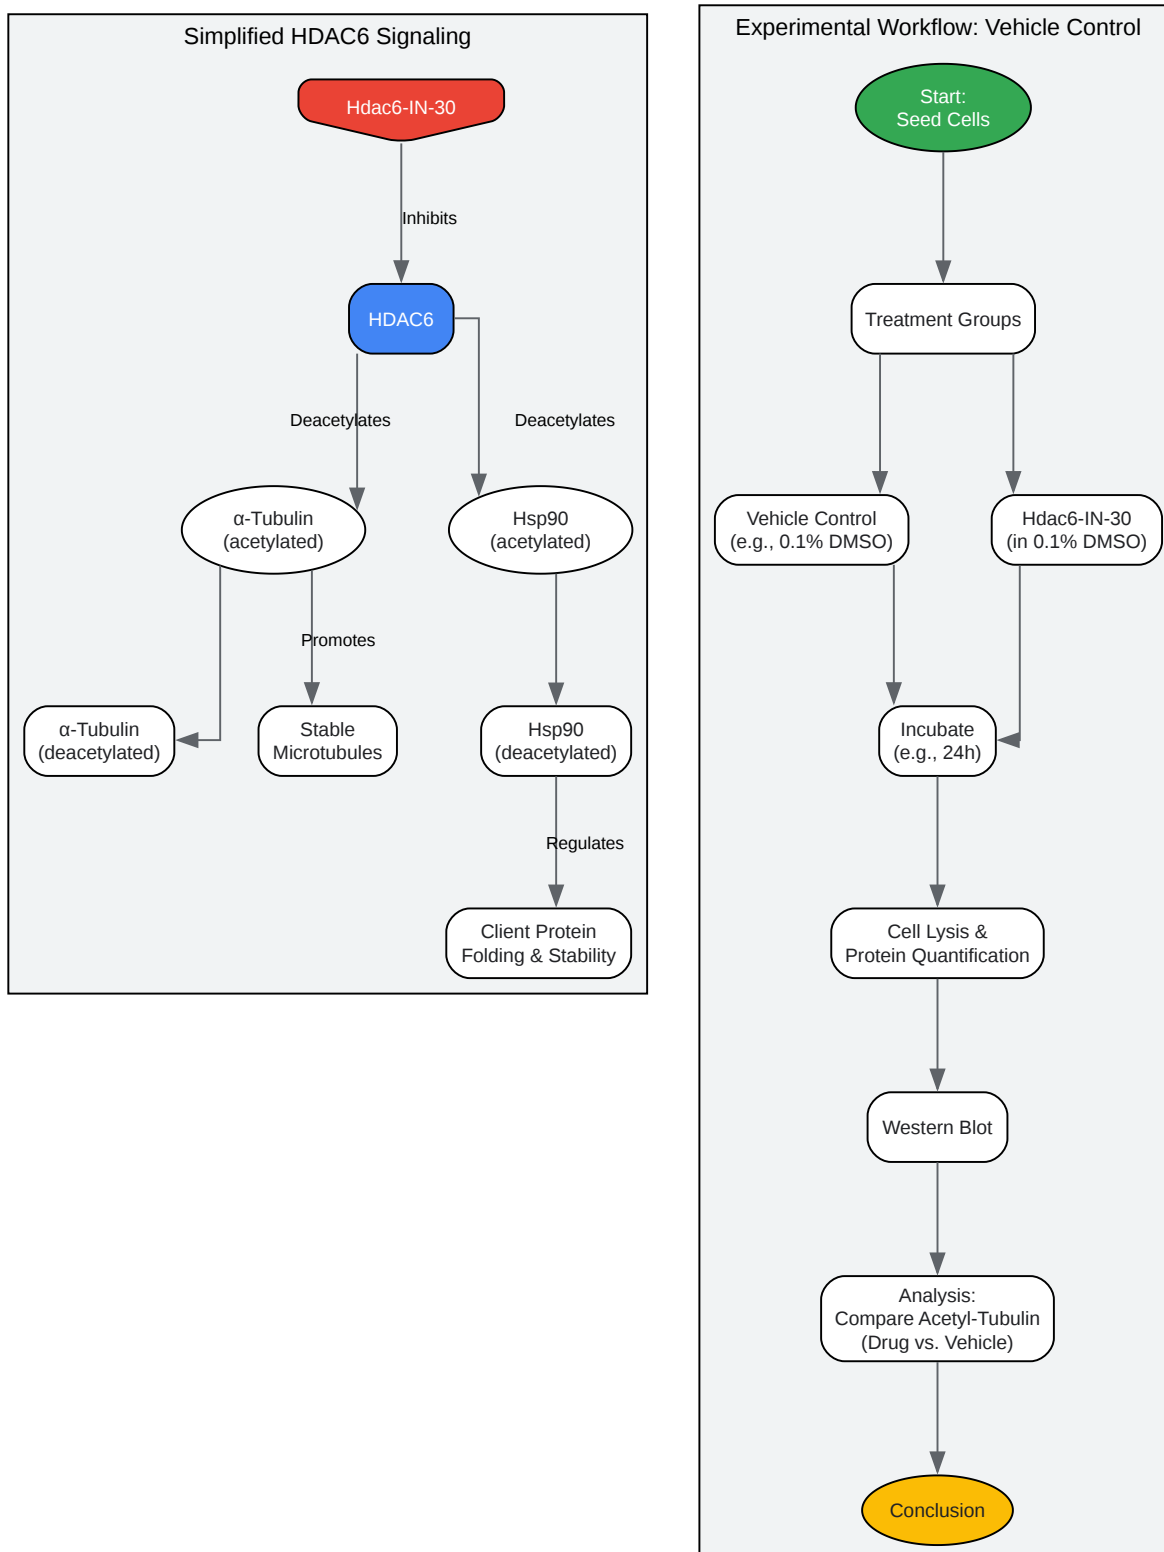 Simplified HDAC6 Signaling
Hdac6-IN-30
Inhibits
HDAC6
Deacetylates
Deacetylates
α-Tubulin
(acetylated)
Hsp90
(acetylated)
Promotes
α-Tubulin
(deacetylated)
Stable
Microtubules
Hsp90
(deacetylated)
Regulates
Client Protein
Folding & Stability
Experimental Workflow: Vehicle Control
Start:
Seed Cells
Treatment Groups
Vehicle Control
(e.g., 0.1% DMSO)
Hdac6-IN-30
(in 0.1% DMSO)
Incubate
(e.g., 24h)
Cell Lysis &
Protein Quantification
Western Blot
Analysis:
Compare Acetyl-Tubulin
(Drug vs. Vehicle)
Conclusion